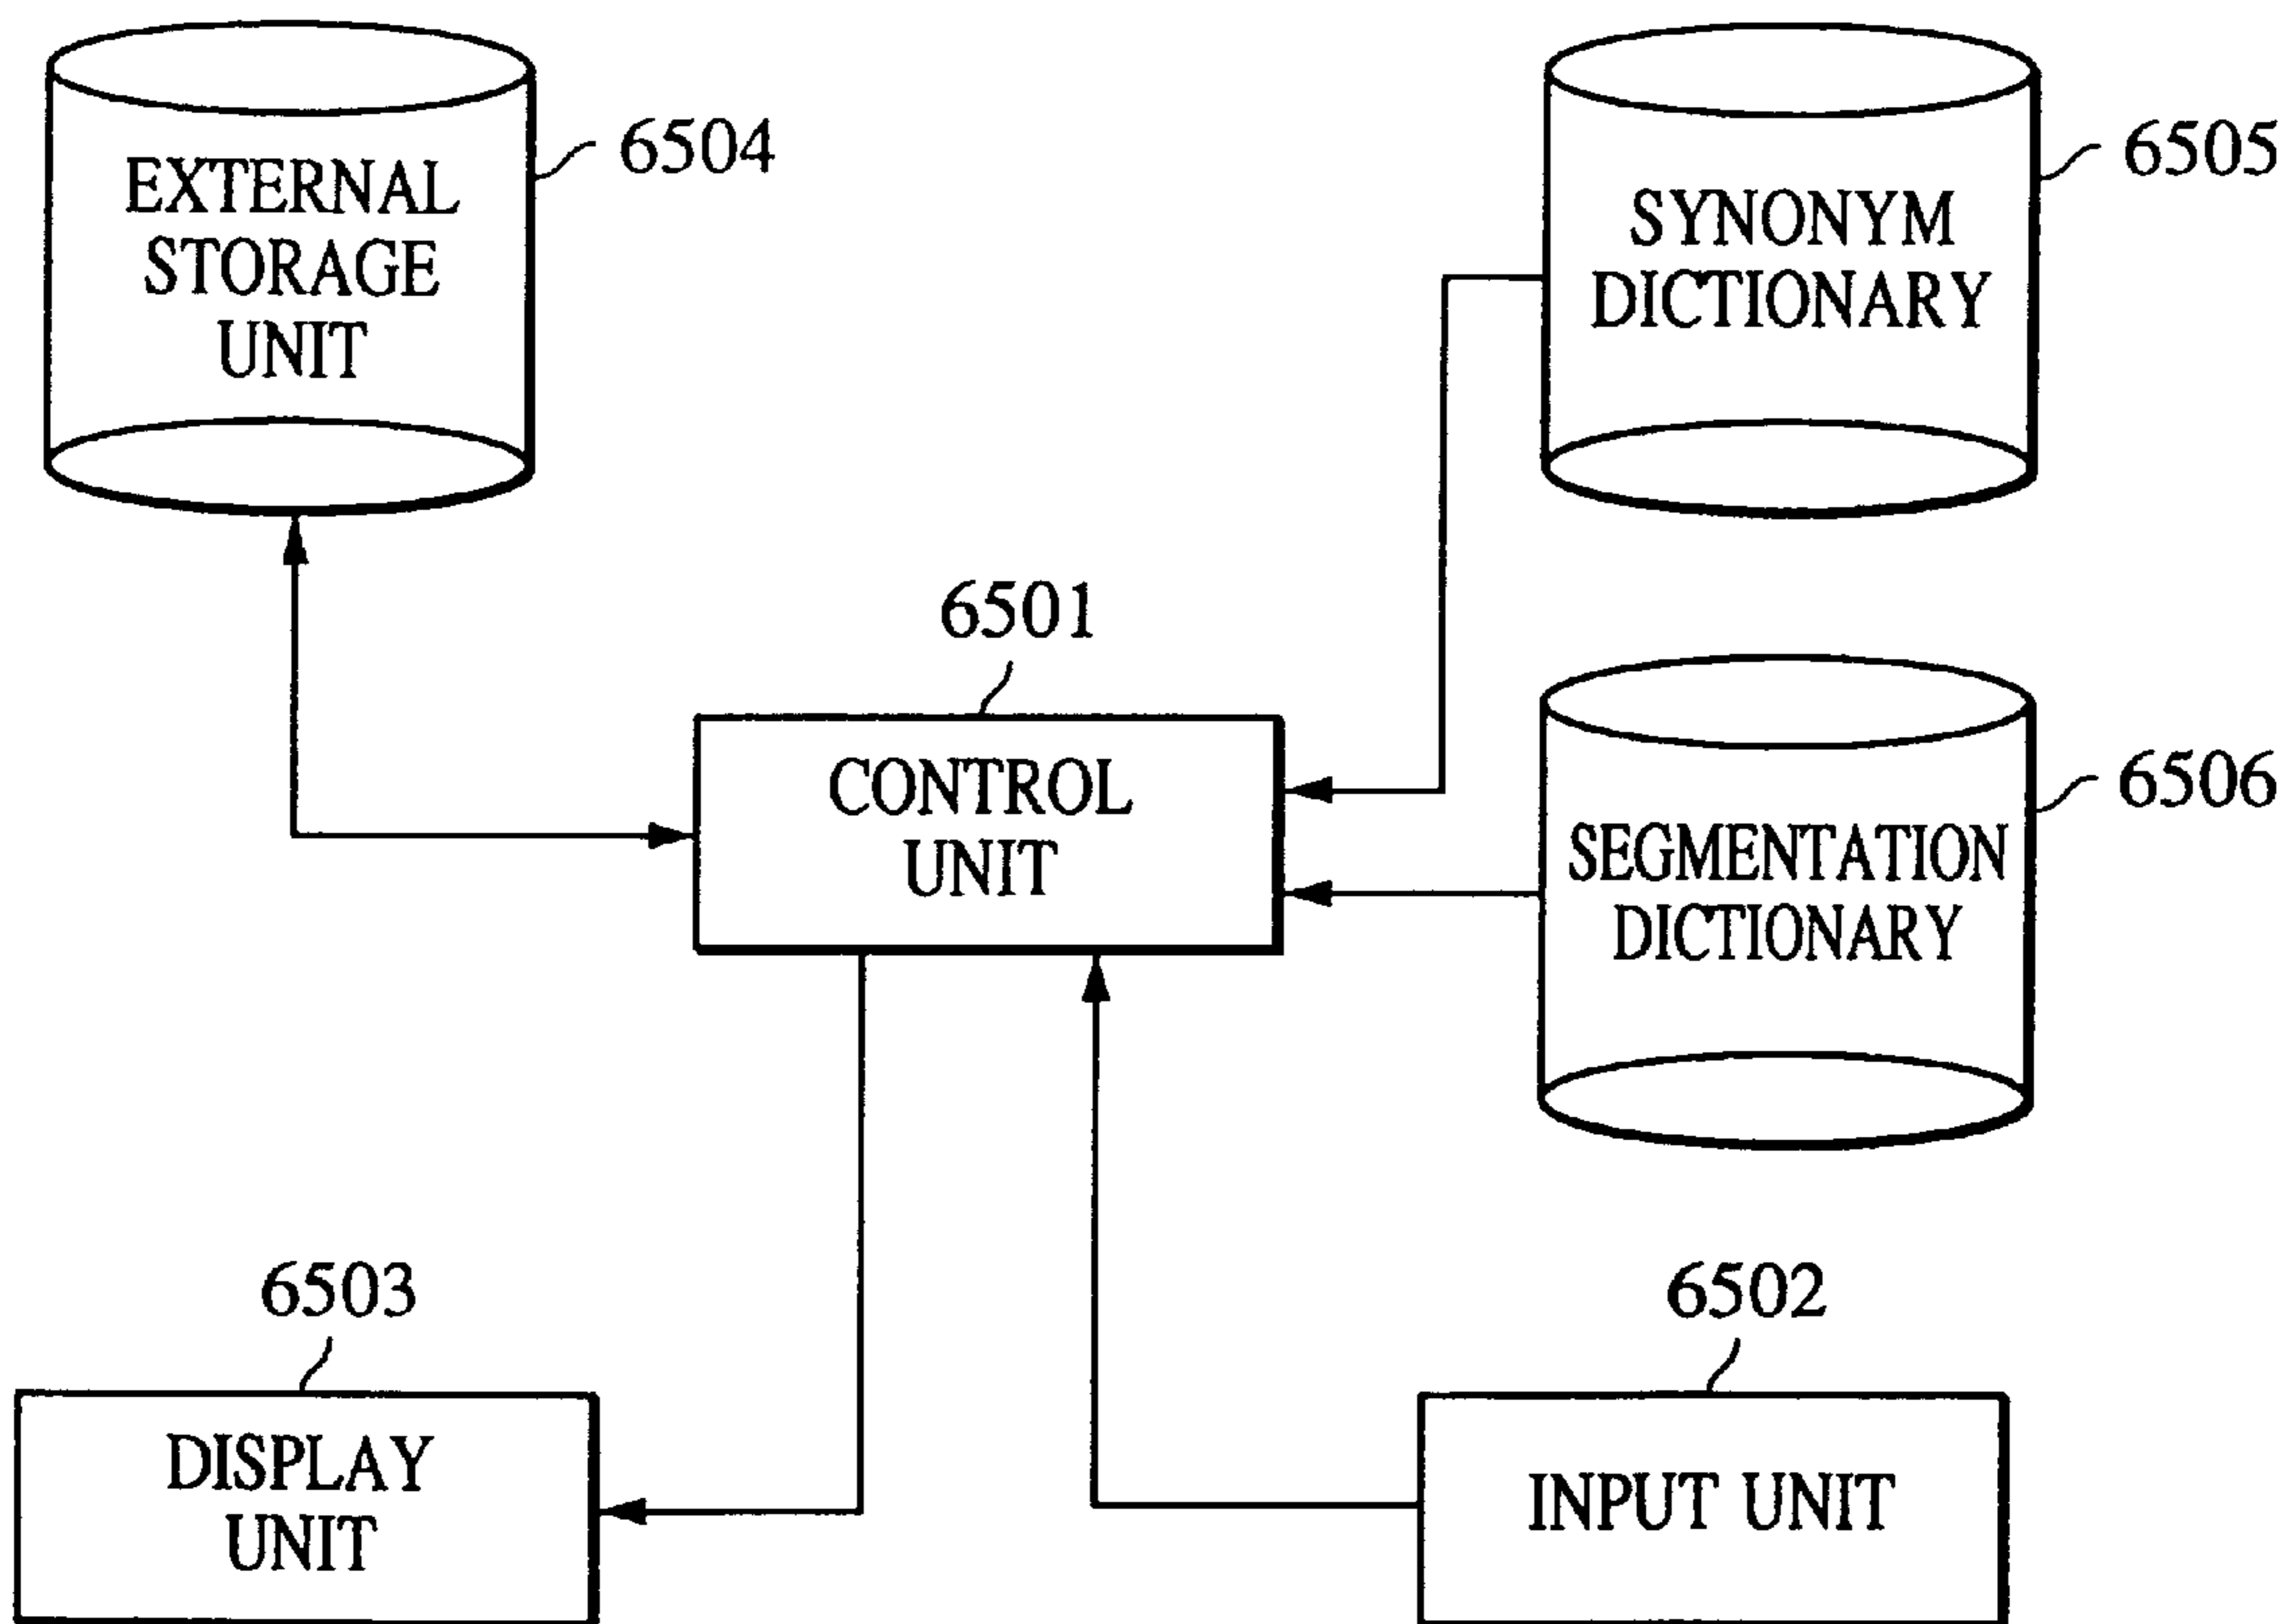 6504
EXTERNAL
STORAGE
UNIT
6505
SYNONYM
DICTIONARY
6501
CONTROL
UNIT
6506
SEGMENTATION
DICTIONARY
6503
DISPLAY
UNIT
6502
INPUT UNIT